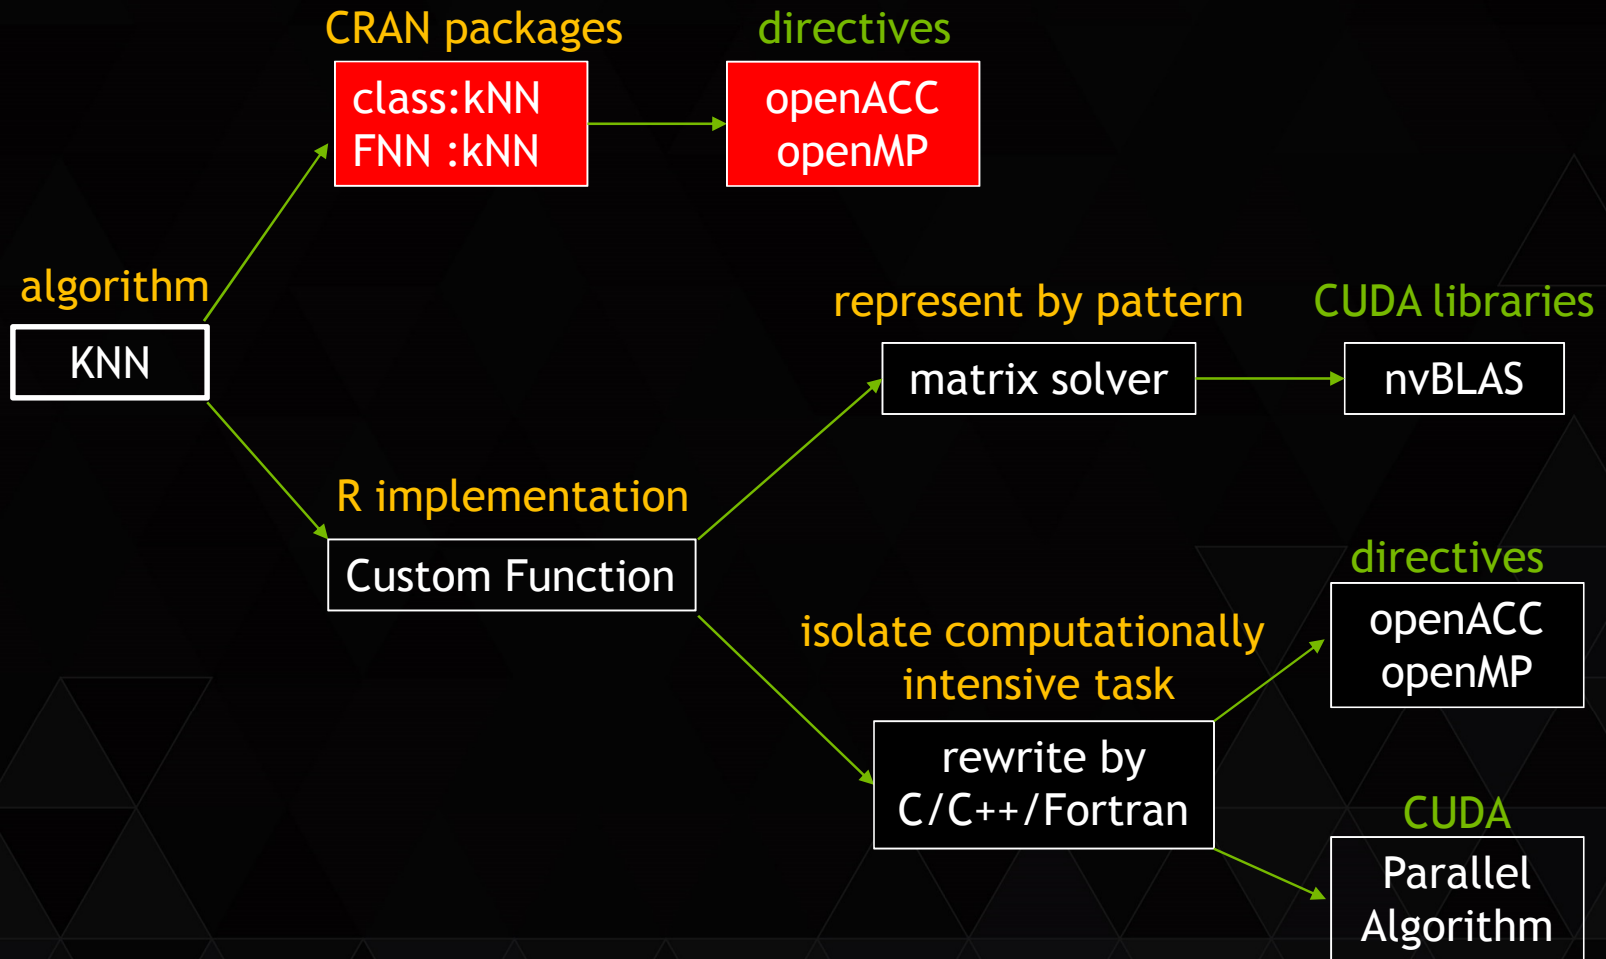 CRAN packages
directives
class:kNN
FNN :kNN
openACC
openMP
algorithm
KNN
represent by pattern
CUDA libraries
matrix solver
nvBLAS
R implementation
Custom Function
directives
openACC
openMP
isolate computationally
intensive task
rewrite by
C/C++/Fortran
CUDA
Parallel
Algorithm